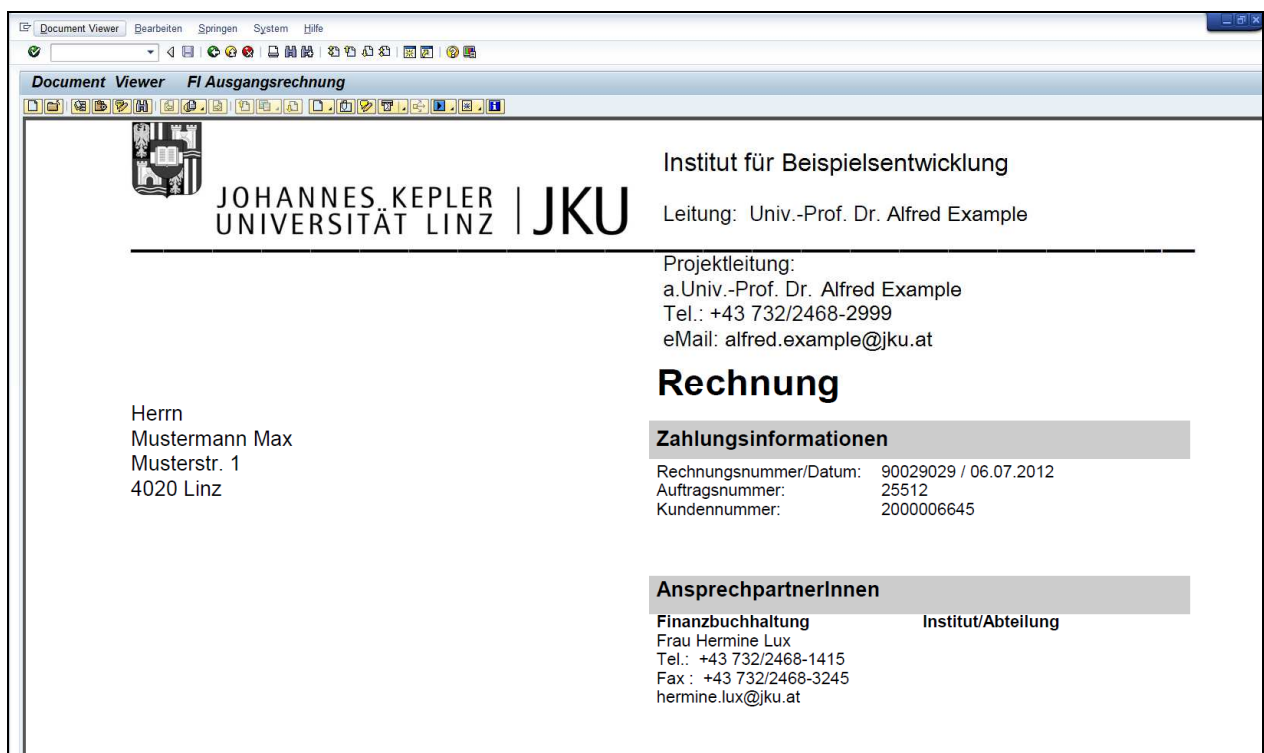 Document Viewer Bearbeiten Springen System Hilfe
Document Viewer FI Ausgangsrechnung
JOHANNES KEPLER
UNIVERSITÄT LINZ | JKU
Institut für Beispielsentwicklung
Leitung: Univ.-Prof. Dr. Alfred Example
Projektleitung:
a.Univ.-Prof. Dr. Alfred Example
Tel.: +43 732/2468-2999
eMail: alfred.example@jku.at
Rechnung
Herrn
Mustermann Max
Musterstr. 1
4020 Linz
Zahlungsinformationen
Rechnungsnummer/Datum: 90029029 / 06.07.2012
Auftragsnummer: 25512
Kundennummer: 2000006645
AnsprechpartnerInnen
Finanzbuchhaltung Institut/Abteilung
Frau Hermine Lux
Tel.: +43 732/2468-1415
Fax : +43 732/2468-3245
hermine.lux@jku.at